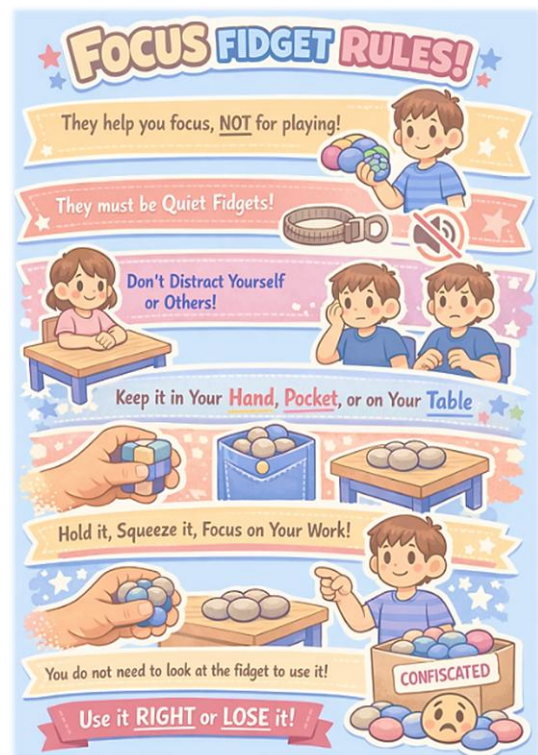 FOCUS FIDGET RULES!
They help you focus, NOT for playing!
They must be Quiet Fidgets!
Don't Distract Yourself
or Others!
Keep it in Your Hand, Pocket, or on Your Table
Hold it, Squeeze it, Focus on Your Work!
CONFISCATED
You do not need to look at the fidget to use it!
Use it RIGHT or LOSE it!